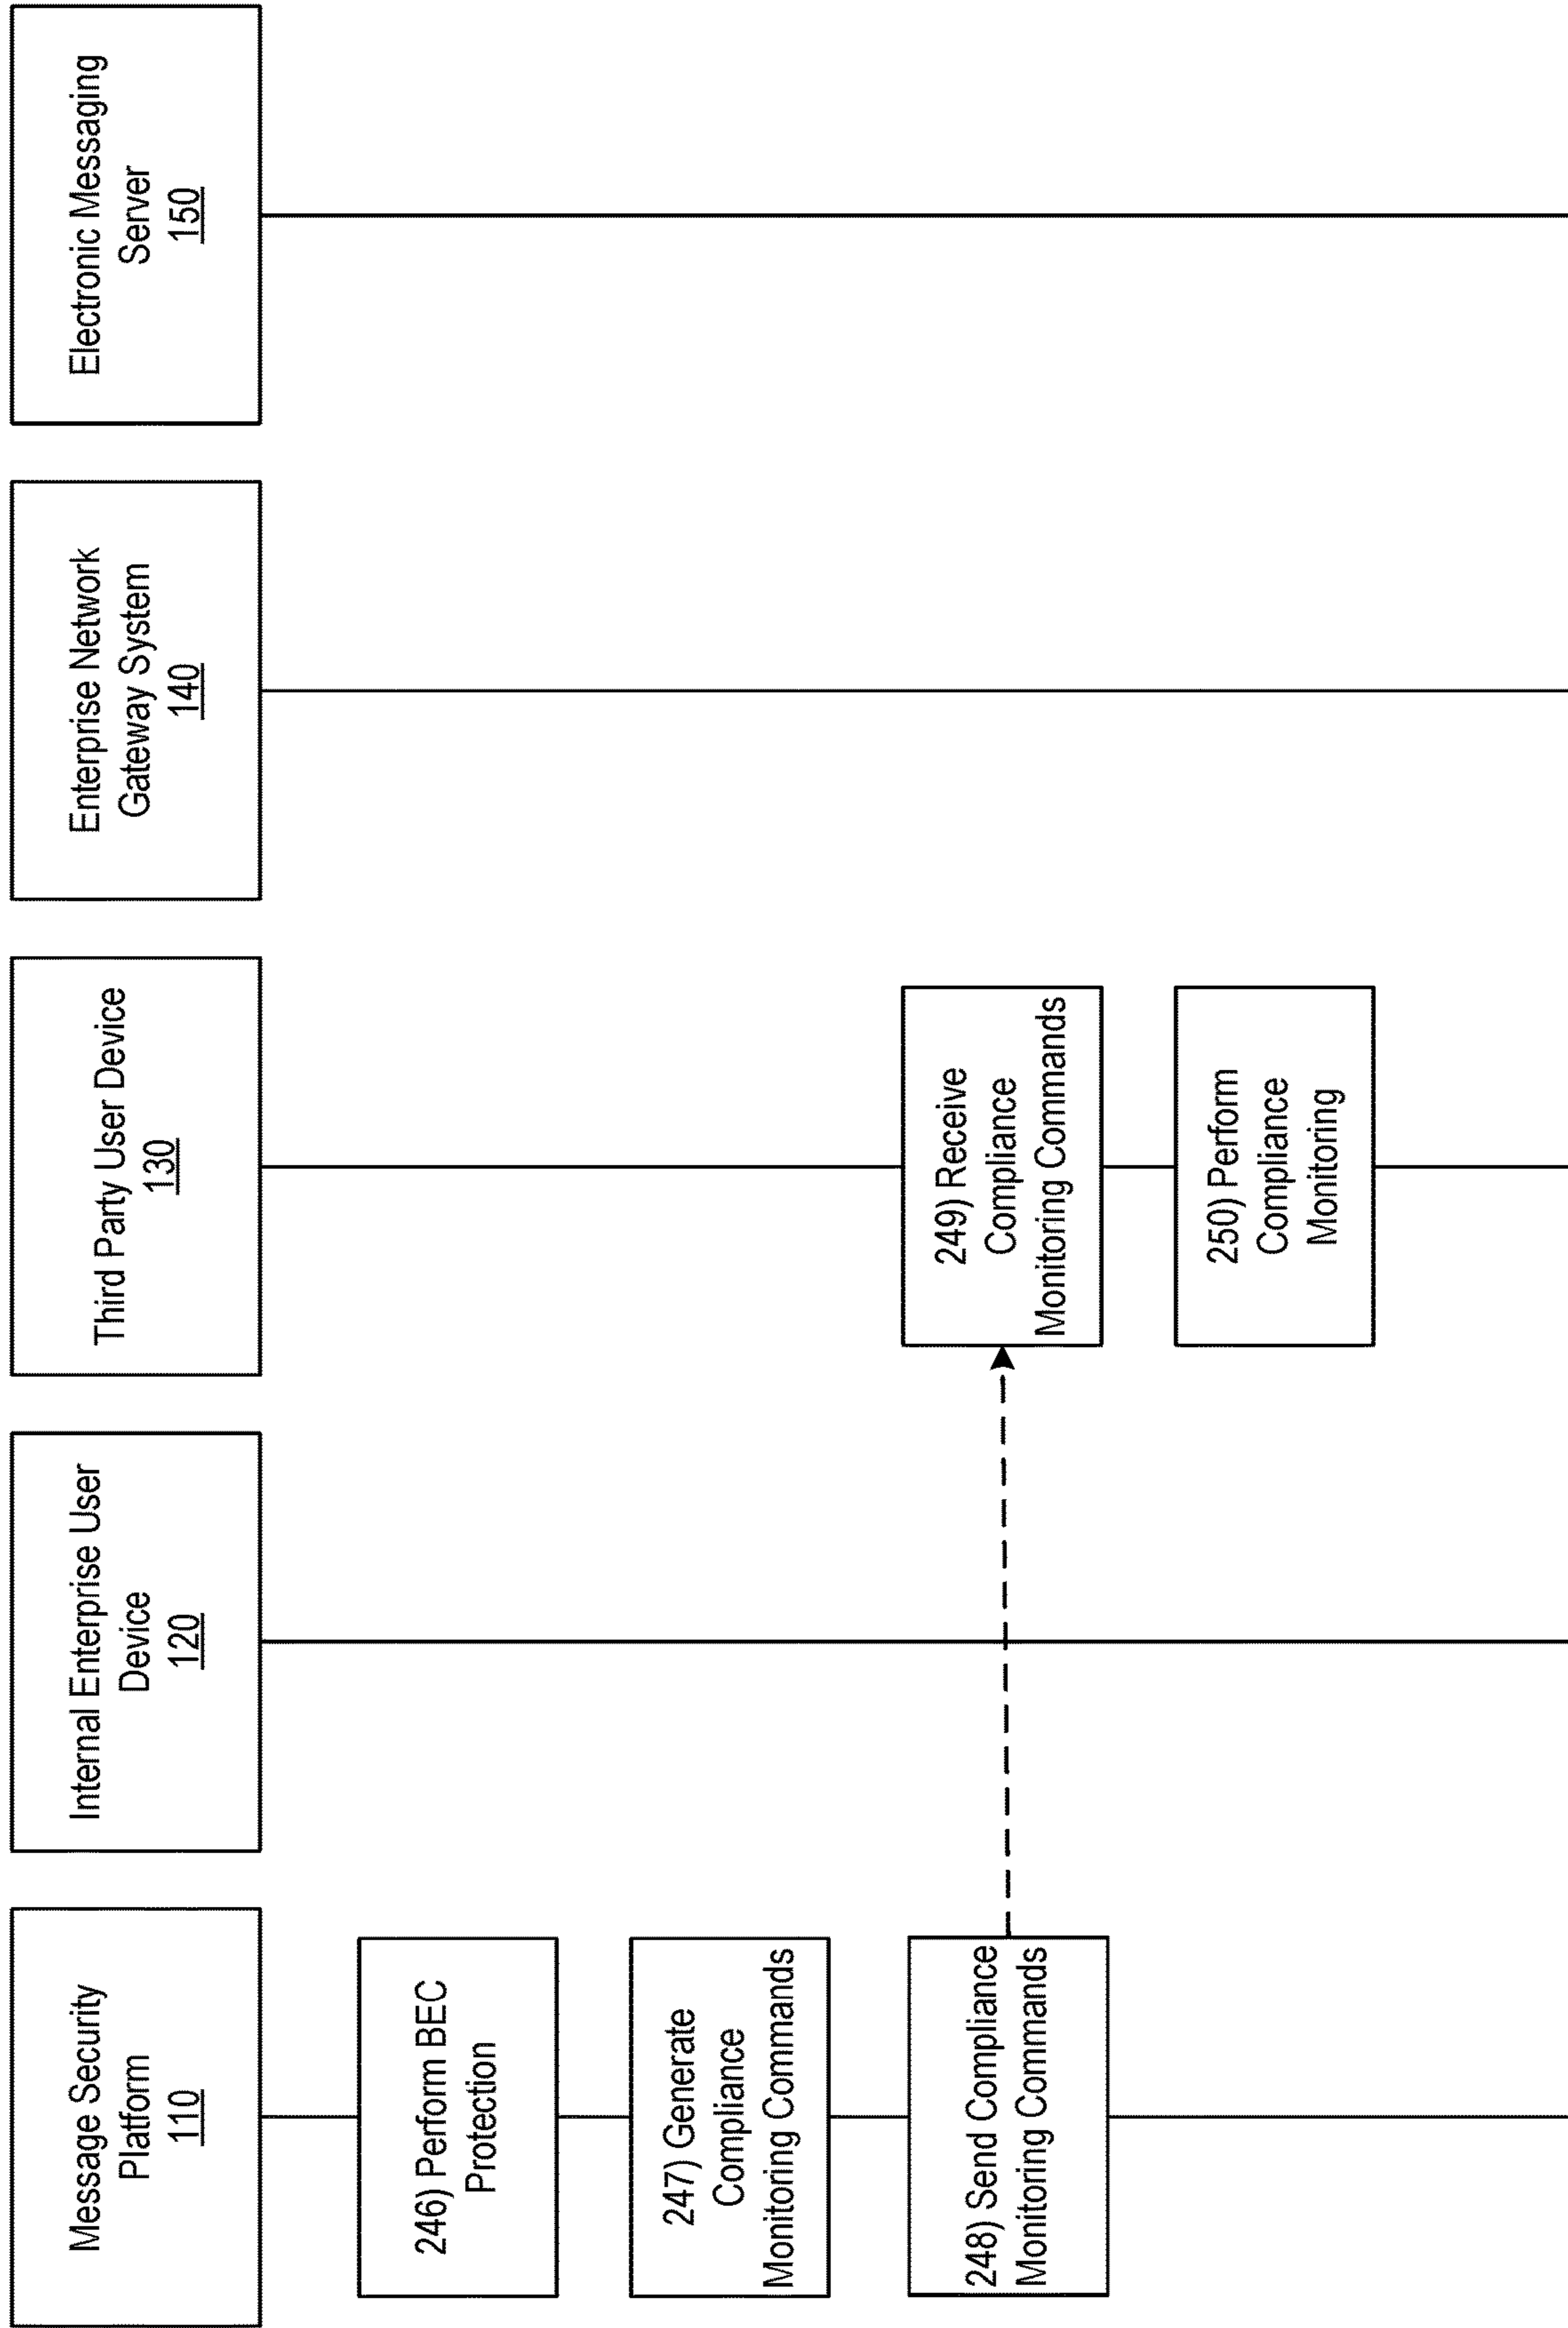 Message Security
Platform
110
Internal Enterprise User
Device
120
Third Party User Device
130
Enterprise Network
Gateway System
140
Electronic Messaging
Server
150
246) Perform BEC
Protection
247) Generate
Compliance
Monitoring Commands
248) Send Compliance
Monitoring Commands
249) Receive
Compliance
Monitoring Commands
250) Perform
Compliance
Monitoring